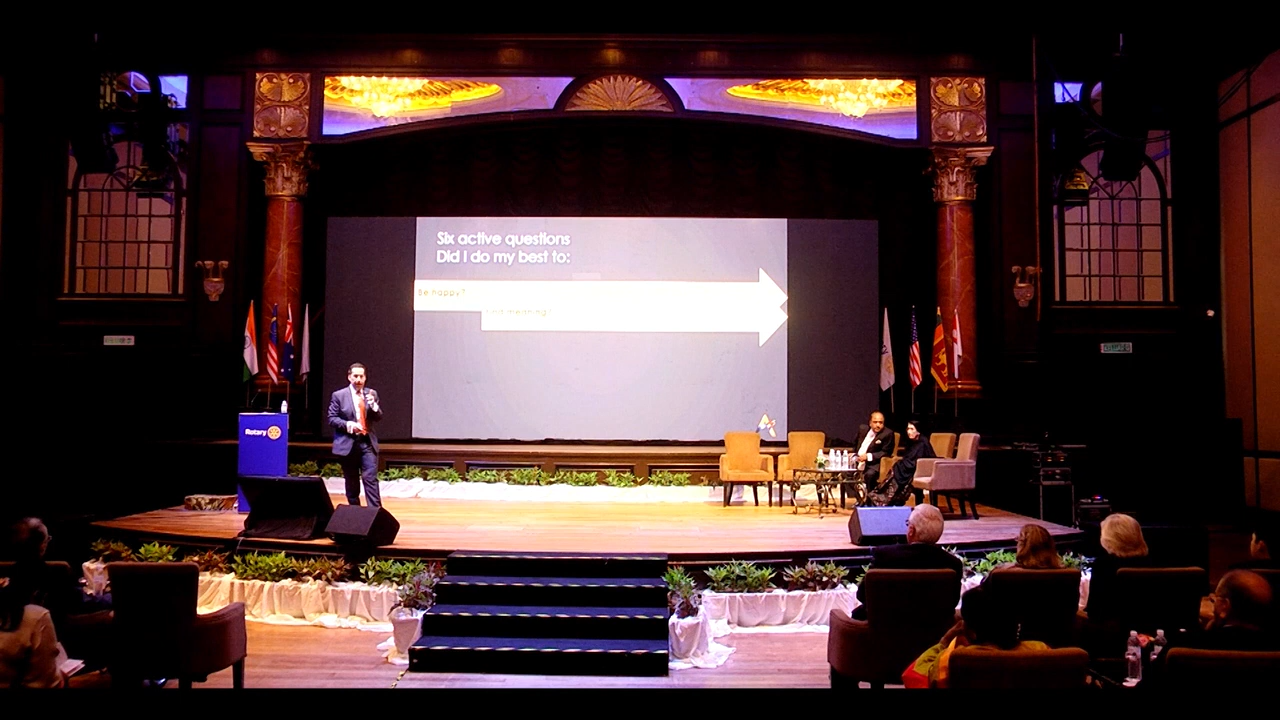 Six active questions
Did I do my best to:
Be happy?
Find meaning?
Rotary